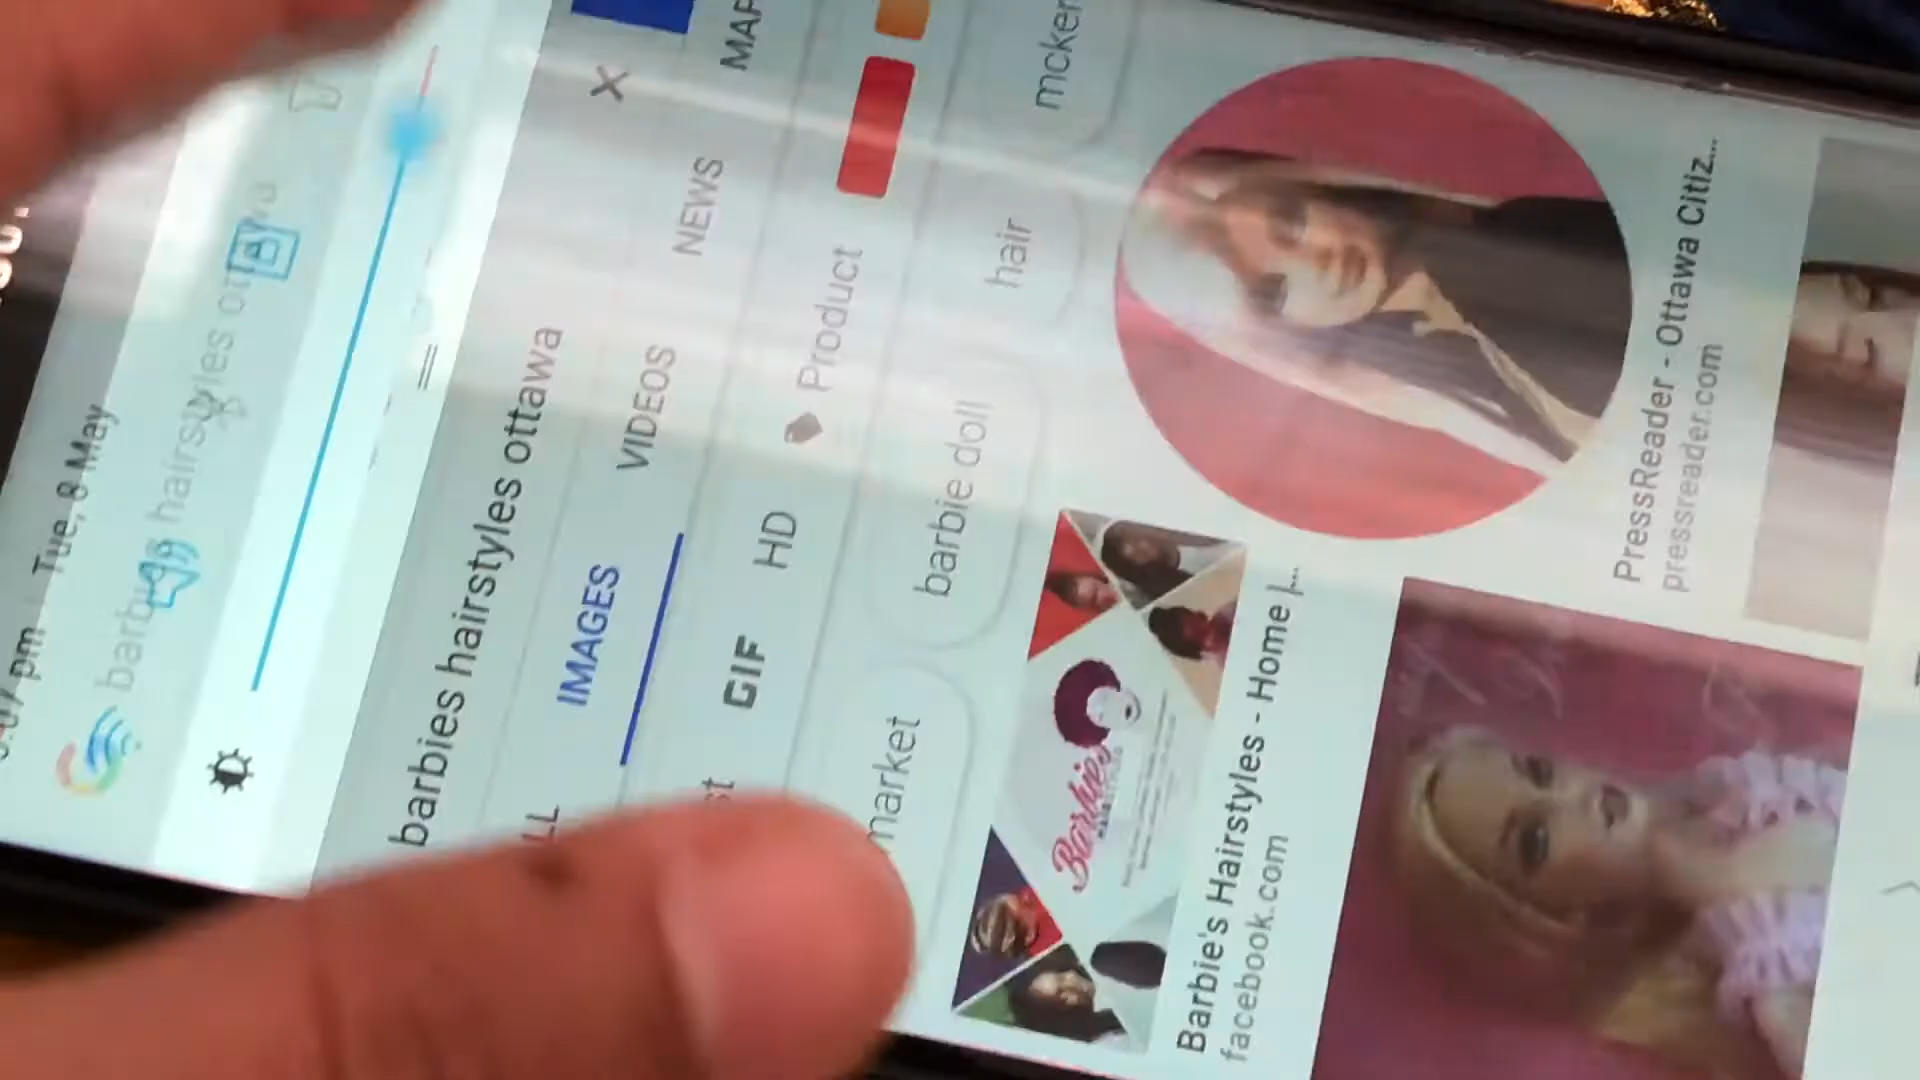 Tue, 8 May
barbies hairstyles ottawa
IMAGES
VIDEOS
NEWS
GIF
HD
Product
market
barbie doll
hair
Barbie's
Barbie's Hairstyles - Home |...
facebook.com
PressReader - Ottawa Citiz...
pressreader.com